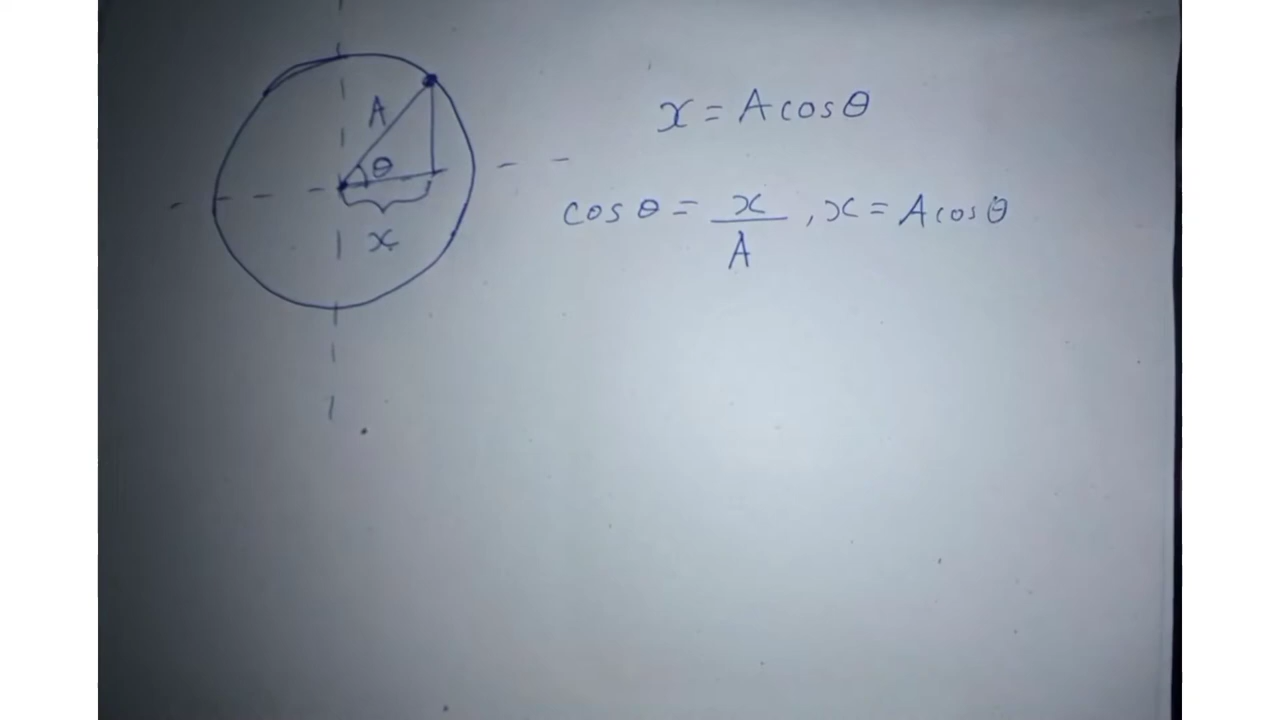 x = A cos θ
A
θ
cos θ = x/A , x = A cos θ
x